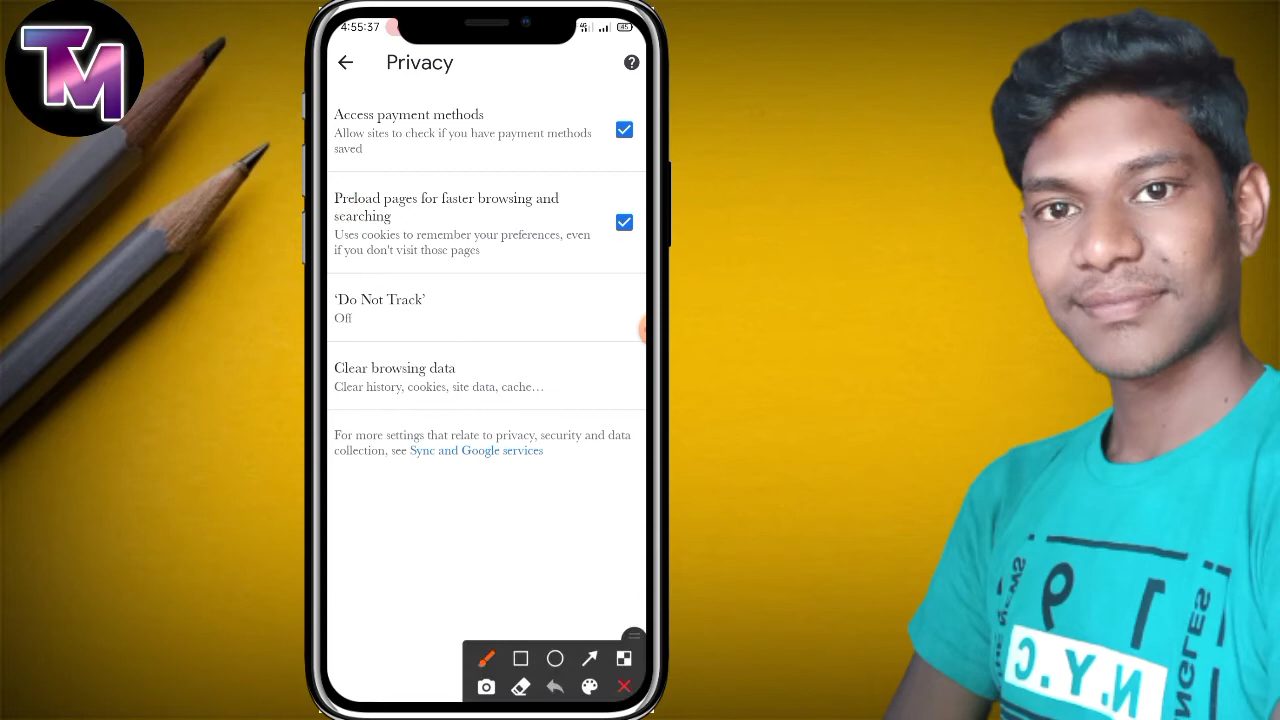 TM
4:55:37
4G
45
Privacy
Access payment methods
Allow sites to check if you have payment methods
saved
Preload pages for faster browsing and
searching
Uses cookies to remember your preferences, even
if you don't visit those pages
‘Do Not Track’
Off
Clear browsing data
Clear history, cookies, site data, cache…
For more settings that relate to privacy, security and data
collection, see Sync and Google services
19
N.Y.C